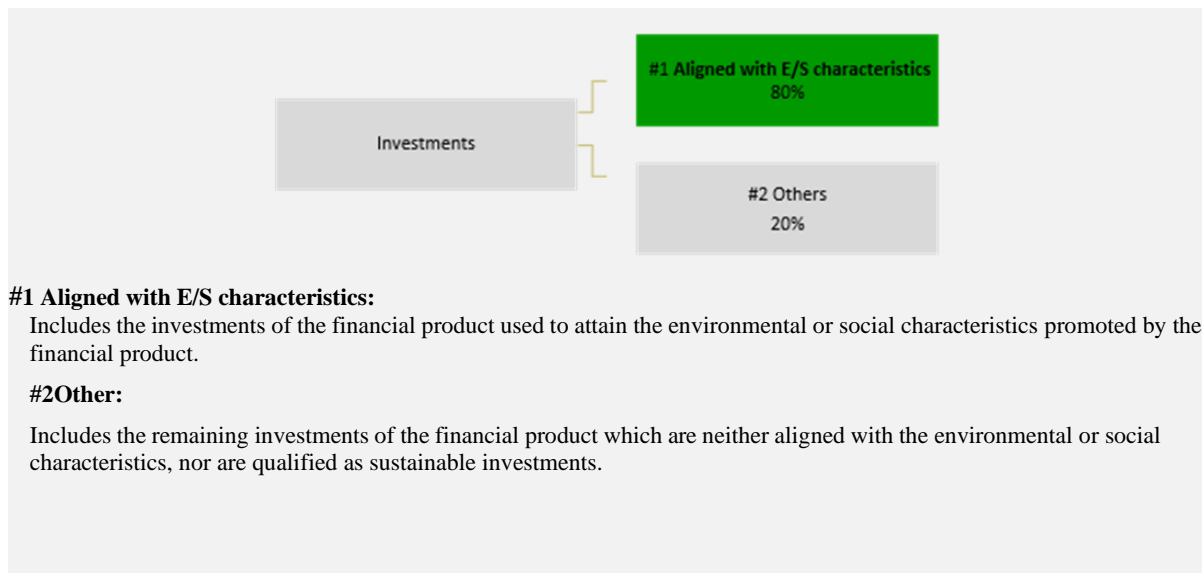 #1 Aligned with E/S characteristics
80%
Investments
#2 Others
20%
#1 Aligned with E/S characteristics:
Includes the investments of the financial product used to attain the environmental or social characteristics promoted by the
financial product.
#2Other:
Includes the remaining investments of the financial product which are neither aligned with the environmental or social
characteristics, nor are qualified as sustainable investments.